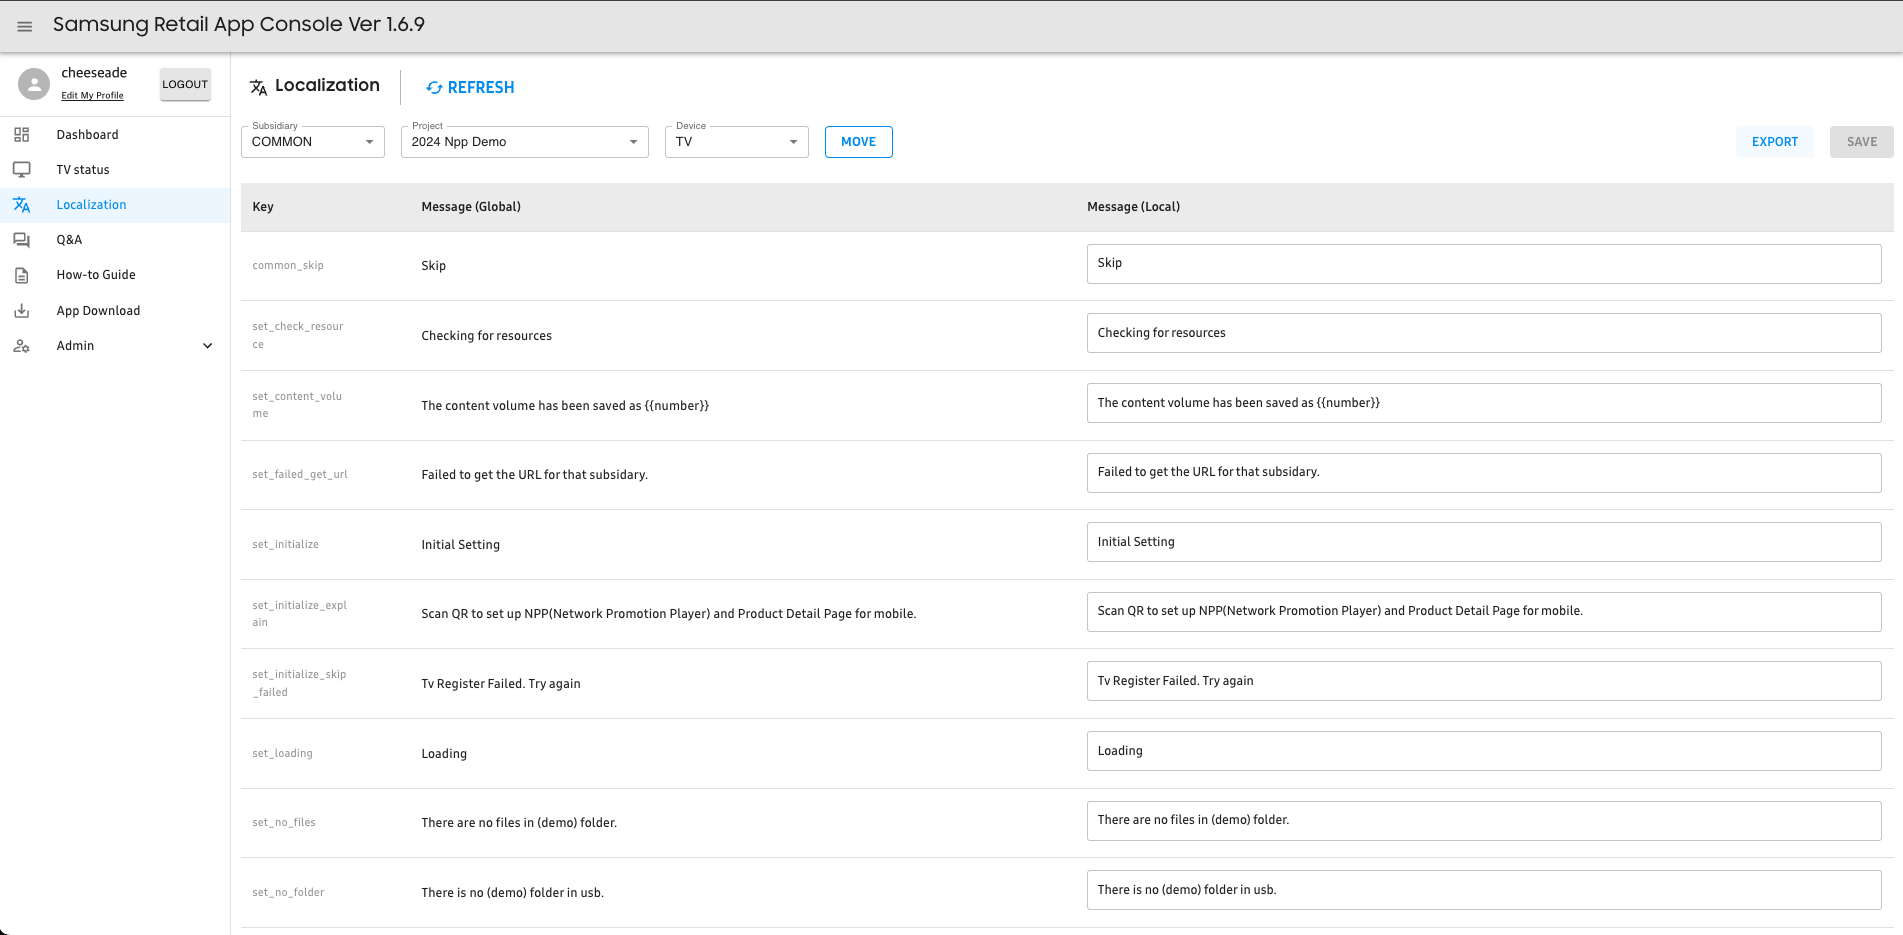 Samsung Retail App Console Ver 1.6.9
cheeseade
Edit My Profile
LOGOUT
Dashboard
TV status
Localization
Q&A
How-to Guide
App Download
Admin
Localization
REFRESH
Subsidiary
COMMON
Project
2024 Npp Demo
Device
TV
MOVE
EXPORT
SAVE
Key Message (Global) Message (Local)
common_skip Skip Skip
set_check_resour
ce
Checking for resources Checking for resources
set_content_volu
me
The content volume has been saved as {{number}} The content volume has been saved as {{number}}
set_failed_get_url Failed to get the URL for that subsidary. Failed to get the URL for that subsidary.
set_initialize Initial Setting Initial Setting
set_initialize_expl
ain
Scan QR to set up NPP(Network Promotion Player) and Product Detail Page for mobile. Scan QR to set up NPP(Network Promotion Player) and Product Detail Page for mobile.
set_initialize_skip
_failed
Tv Register Failed. Try again Tv Register Failed. Try again
set_loading Loading Loading
set_no_files There are no files in (demo) folder. There are no files in (demo) folder.
set_no_folder There is no (demo) folder in usb. There is no (demo) folder in usb.